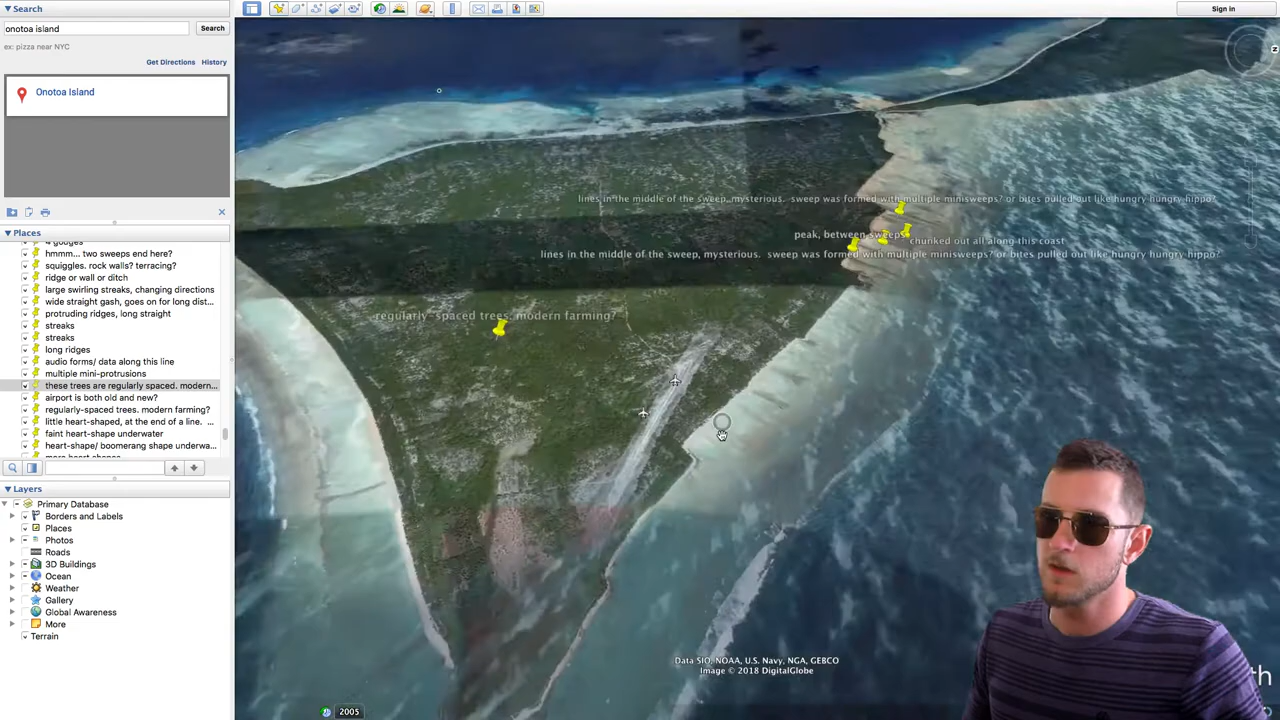 Search
Sign in
onotoa island
Search
ex: pizza near NYC
Get Directions
History
Onotoa Island
Places
4 gouges
hmmm... two sweeps end here?
squiggles. rock walls? terracing?
ridge or wall or ditch
large swirling streaks, changing directions
wide straight gash, goes on for long dist...
protruding ridges, long straight
streaks
streaks
long ridges
audio forms/ data along this line
multiple mini-protrusions
these trees are regularly spaced. modern...
airport is both old and new?
regularly-spaced trees. modern farming?
little heart-shaped, at the end of a line. ...
faint heart-shape underwater
heart-shape/ boomerang shape underwa...
more heart shapes
Layers
Primary Database
Borders and Labels
Places
Photos
Roads
3D Buildings
Ocean
Weather
Gallery
Global Awareness
More
Terrain
lines in the middle of the sweep, mysterious. sweep was formed with multiple minisweeps? or bites pulled out like hungry hungry hippo?
peak, between sweeps
chunked out all along this coast
lines in the middle of the sweep, mysterious. sweep was formed with multiple minisweeps? or bites pulled out like hungry hungry hippo?
regularly-spaced trees. modern farming?
Data SIO, NOAA, U.S. Navy, NGA, GEBCO
Image © 2018 DigitalGlobe
2005